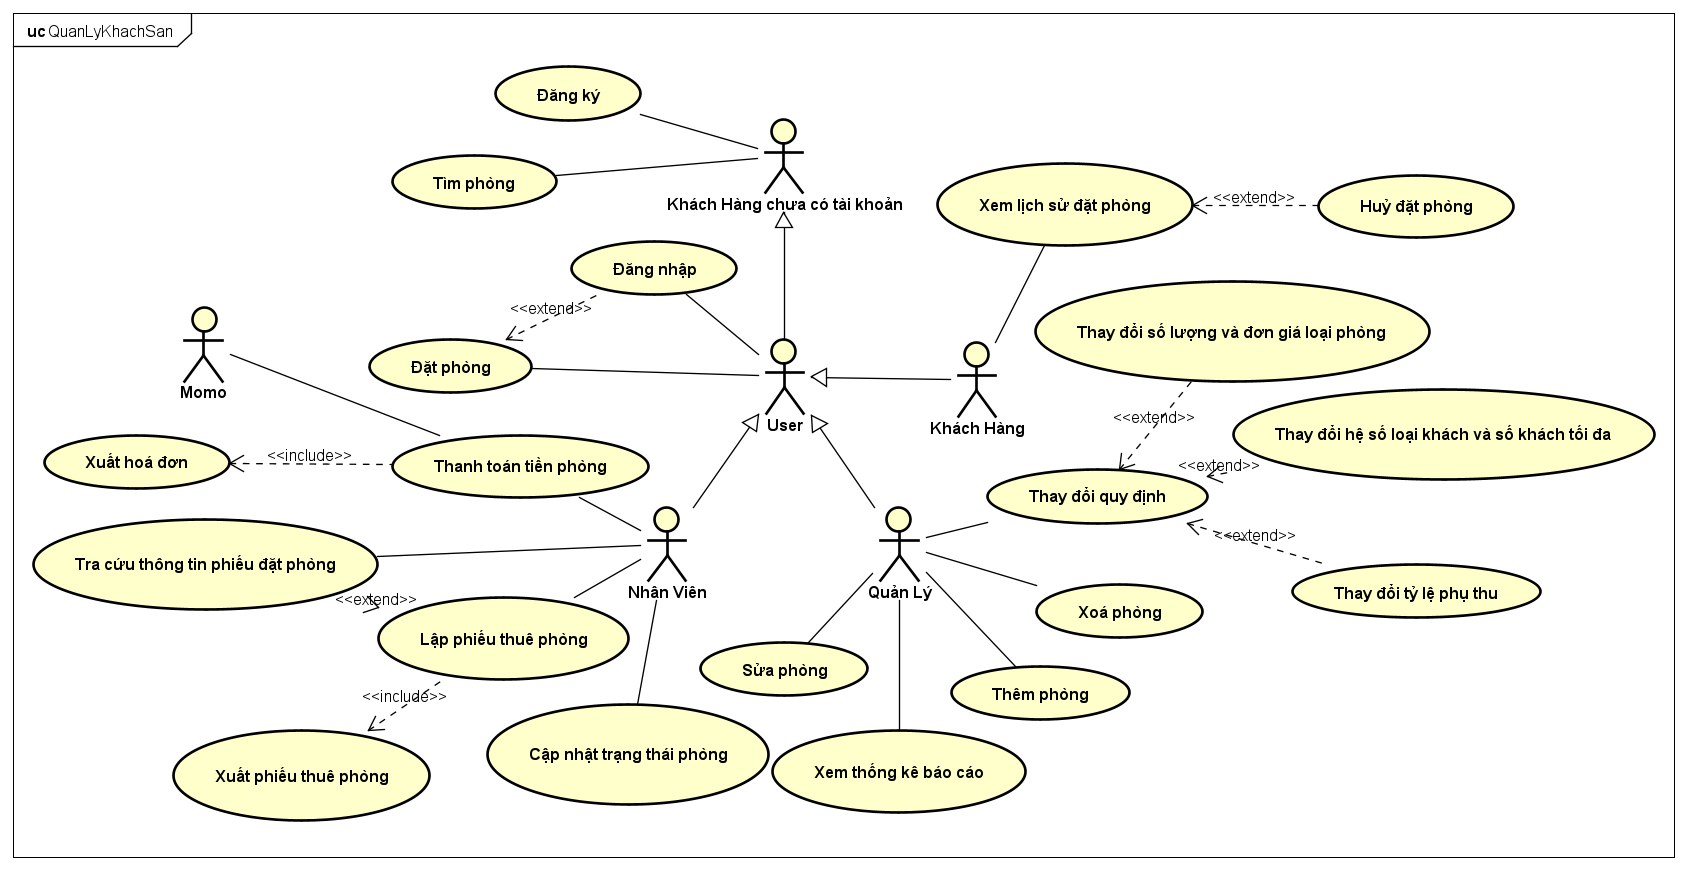 uc QuanLyKhachSan
Đăng ký
Tìm phòng
Khách Hàng chưa có tài khoản
Xem lịch sử đặt phòng
<<extend>>
Huỷ đặt phòng
Đăng nhập
<<extend>>
Đặt phòng
User
Khách Hàng
Momo
Thay đổi số lượng và đơn giá loại phòng
<<extend>>
Thay đổi hệ số loại khách và số khách tối đa
<<extend>>
Thay đổi quy định
<<extend>>
Thay đổi tỷ lệ phụ thu
Xuất hoá đơn
<<include>>
Thanh toán tiền phòng
Tra cứu thông tin phiếu đặt phòng
<<extend>>
Nhân Viên
Quản Lý
Lập phiếu thuê phòng
<<include>>
Xuất phiếu thuê phòng
Cập nhật trạng thái phòng
Sửa phòng
Xoá phòng
Thêm phòng
Xem thống kê báo cáo